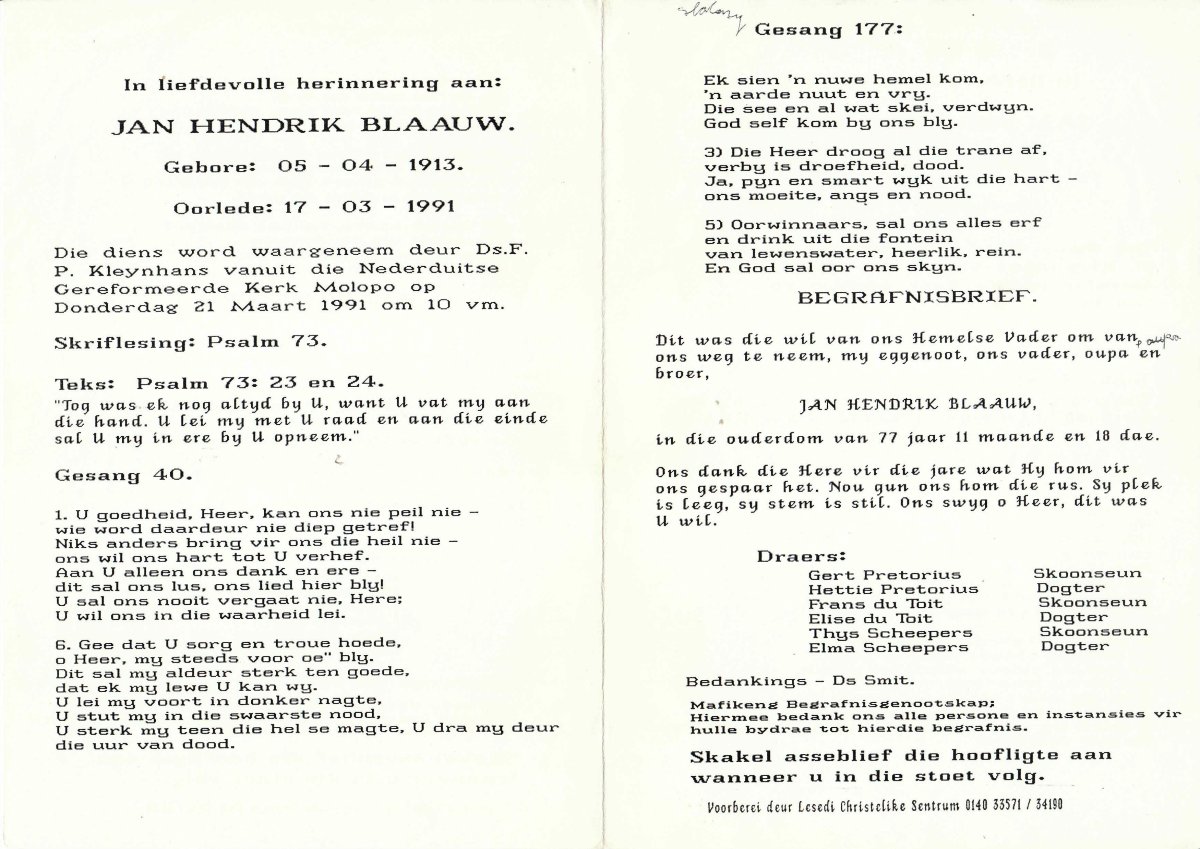 In liefdevolle herinnering aan:
JAN HENDRIK BLAAUW.
Gebore: 05 - 04 - 1913.
Oorlede: 17 - 03 - 1991
Die diens word waargeneem deur Ds.F.
P. Kleynhans vanuit die Nederduitse
Gereformeerde Kerk Molopo op
Donderdag 21 Maart 1991 om 10 vm.
Skriflesing: Psalm 73.
Teks: Psalm 73: 23 en 24.
"Tog was ek nog altyd by U, want U vat my aan
die hand. U lei my met U raad en aan die einde
sal U my in ere by U opneem."
Gesang 40.
1. U goedheid, Heer, kan ons nie peil nie -
wie word daardeur nie diep getref!
Niks anders bring vir ons die heil nie -
ons wil ons hart tot U verhef.
Aan U alleen ons dank en ere -
dit sal ons lus, ons lied hier bly!
U sal ons nooit vergaat nie, Here;
U wil ons in die waarheid lei.
6. Gee dat U sorg en troue hoede,
o Heer, my steeds voor oe" bly.
Dit sal my aldeur sterk ten goede,
dat ek my lewe U kan wy.
U lei my voort in donker nagte,
U stut my in die swaarste nood,
U sterk my teen die hel se magte, U dra my deur
die uur van dood.
Gesang 177:
Ek sien 'n nuwe hemel kom,
'n aarde nuut en vry.
Die see en al wat skei, verdwyn.
God self kom by ons bly.
3) Die Heer droog al die trane af,
verby is droefheid, dood.
Ja, pyn en smart wyk uit die hart -
ons moeite, angs en nood.
5) Oorwinnaars, sal ons alles erf
en drink uit die fontein
van lewenswater, heerlik, rein.
En God sal oor ons skyn.
BEGRAFNISBRIEF.
Dit was die wil van ons Hemelse Vader om van
ons weg te neem, my eggenoot, ons vader, oupa en
broer,
JAN HENDRIK BLAAUW,
in die ouderdom van 77 jaar 11 maande en 18 dae.
Ons dank die Here vir die jare wat Hy hom vir
ons gespaar het. Nou gun ons hom die rus. Sy plek
is leeg, sy stem is stil. Ons swyg o Heer, dit was
U wil.
Draers:
Gert Pretorius Skoonseun
Hettie Pretorius Dogter
Frans du Toit Skoonseun
Elise du Toit Dogter
Thys Scheepers Skoonseun
Elma Scheepers Dogter
Bedankings - Ds Smit.
Mafikeng Begrafnisgenootskap;
Hiermee bedank ons alle persone en instansies vir
hulle bydrae tot hierdie begrafnis.
Skakel asseblief die hoofligte aan
wanneer u in die stoet volg.
Voorberei deur Lesedi Christelike Sentrum 0140 33571 / 34190